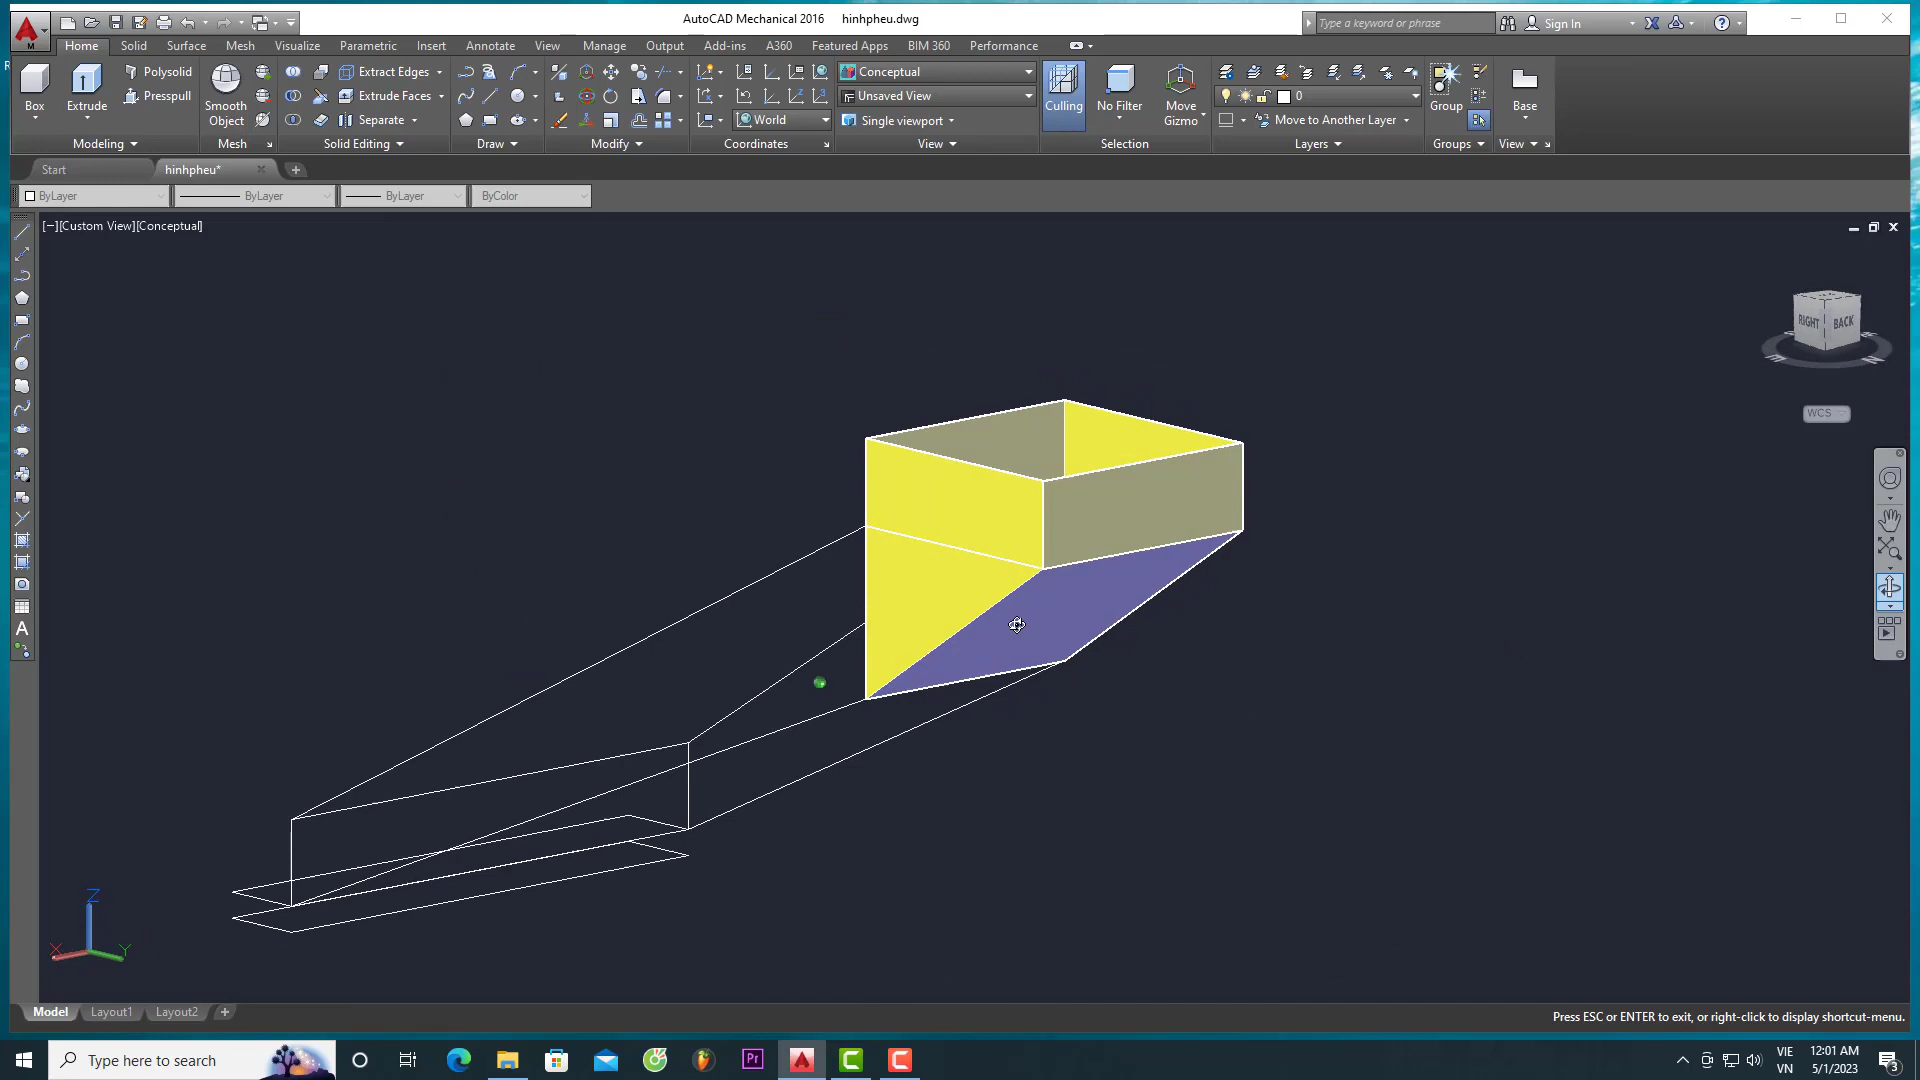 AutoCAD Mechanical 2016 hinhpheu.dwg
Type a keyword or phrase
Sign In
M
Home Solid Surface Mesh Visualize Parametric Insert Annotate View Manage Output Add-ins A360 Featured Apps BIM 360 Performance
Box
Extrude
Polysolid
Presspull
Smooth Object
Extract Edges
Extrude Faces
Separate
World
Conceptual
Unsaved View
Single viewport
Culling
No Filter
Move Gizmo
0
Move to Another Layer
Group
Base
Modeling Mesh Solid Editing Draw Modify Coordinates View Selection Layers Groups View
Start hinhpheu*
ByLayer ByLayer ByLayer ByColor
[−][Custom View][Conceptual]
RIGHT BACK
WCS
A
Z
X
Y
Model Layout1 Layout2
Press ESC or ENTER to exit, or right-click to display shortcut-menu.
Type here to search
Pr
VIE
VN
12:01 AM
5/1/2023
3